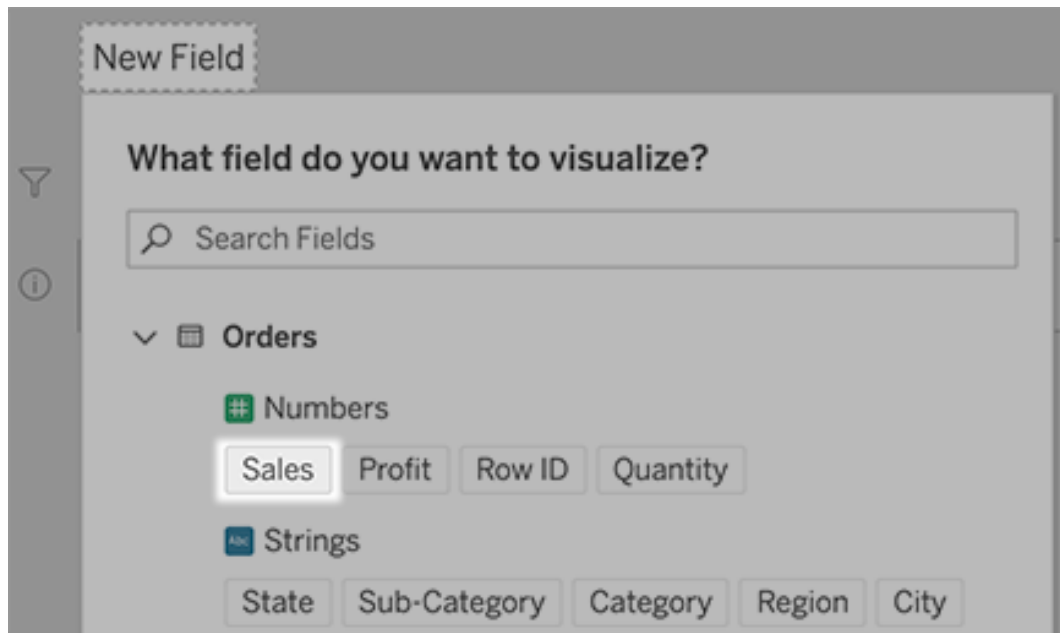 New Field
What field do you want to visualize?
Search Fields
Orders
# Numbers
Sales Profit Row ID Quantity
Abc Strings
State Sub-Category Category Region City